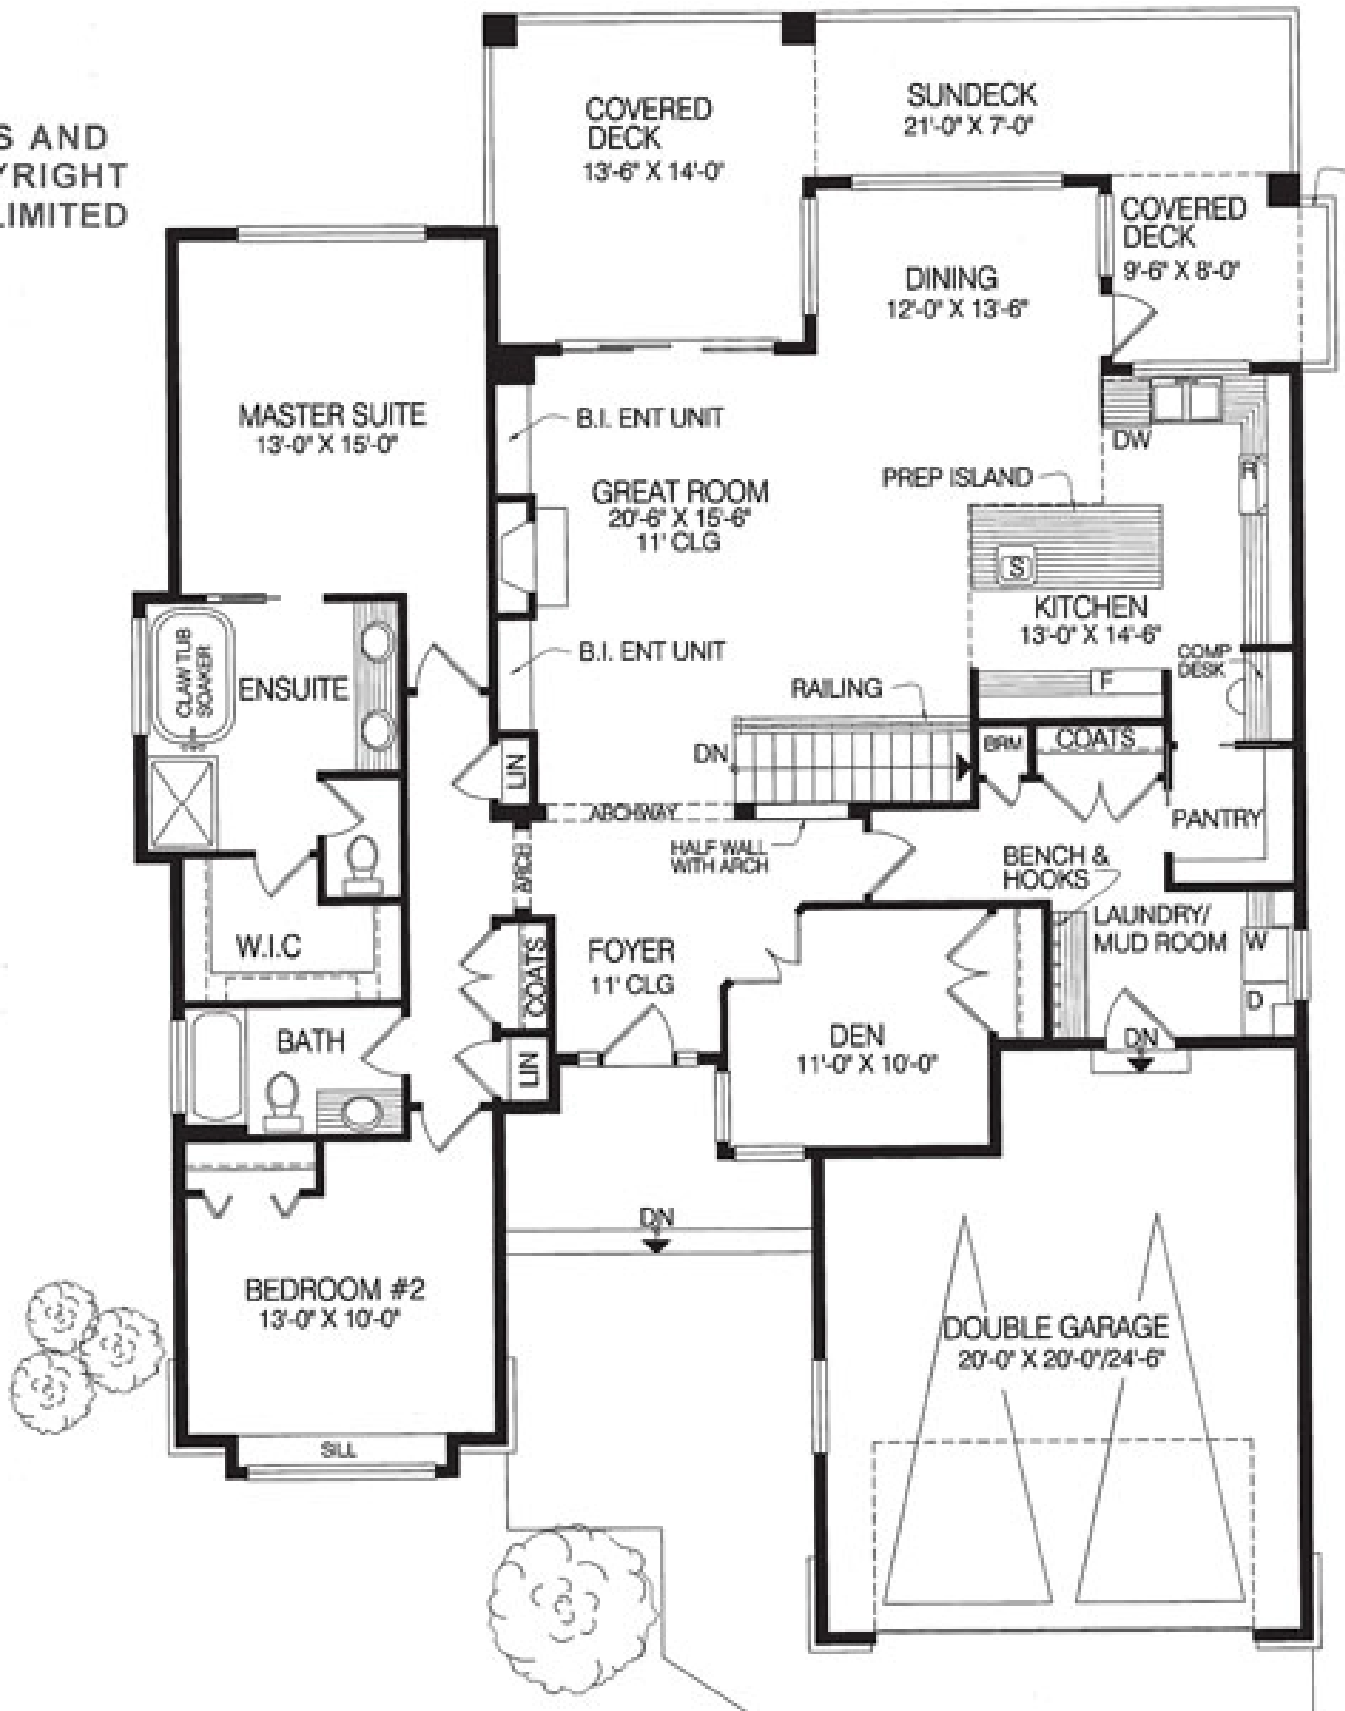 S AND
YRIGHT
LIMITED
COVERED
DECK
13'-6" X 14'-0"
SUNDECK
21'-0" X 7'-0"
COVERED
DECK
9'-6" X 8'-0"
DINING
12'-0" X 13'-6"
MASTER SUITE
13'-0" X 15'-0"
B.I. ENT UNIT
DW
R
PREP ISLAND
GREAT ROOM
20'-6" X 15'-6"
11' CLG
S
KITCHEN
13'-0" X 14'-6"
CLAW TUB
SOAKER
ENSUITE
B.I. ENT UNIT
COMP
DESK
F
RAILING
DN
BRM
COATS
LIN
ARCHWAY
PANTRY
HALF WALL
WITH ARCH
ARCH
BENCH &
HOOKS
LAUNDRY/
MUD ROOM
W
D
W.I.C
COATS
FOYER
11' CLG
BATH
LIN
DEN
11'-0" X 10'-0"
DN
DN
BEDROOM #2
13'-0" X 10'-0"
DOUBLE GARAGE
20'-0" X 20'-0"/24'-6"
SILL